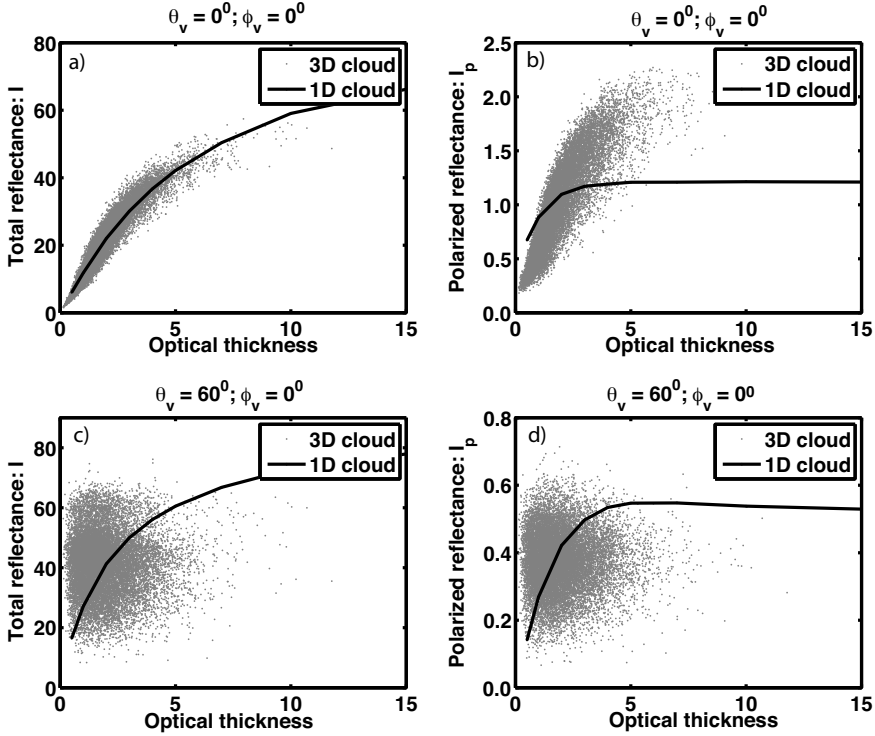 θv = 0⁰; ϕv = 0⁰
a)
3D cloud
1D cloud
Total reflectance: I
80
60
40
20
0
0 5 10 15
Optical thickness
θv = 0⁰; ϕv = 0⁰
b)
3D cloud
1D cloud
Polarized reflectance: Ip
2.5
2.0
1.5
1.0
0.5
0.0
0 5 10 15
Optical thickness
θv = 60⁰; ϕv = 0⁰
c)
3D cloud
1D cloud
Total reflectance: I
80
60
40
20
0
0 5 10 15
Optical thickness
θv = 60⁰; ϕv = 0⁰
d)
3D cloud
1D cloud
Polarized reflectance: Ip
0.8
0.6
0.4
0.2
0.0
0 5 10 15
Optical thickness